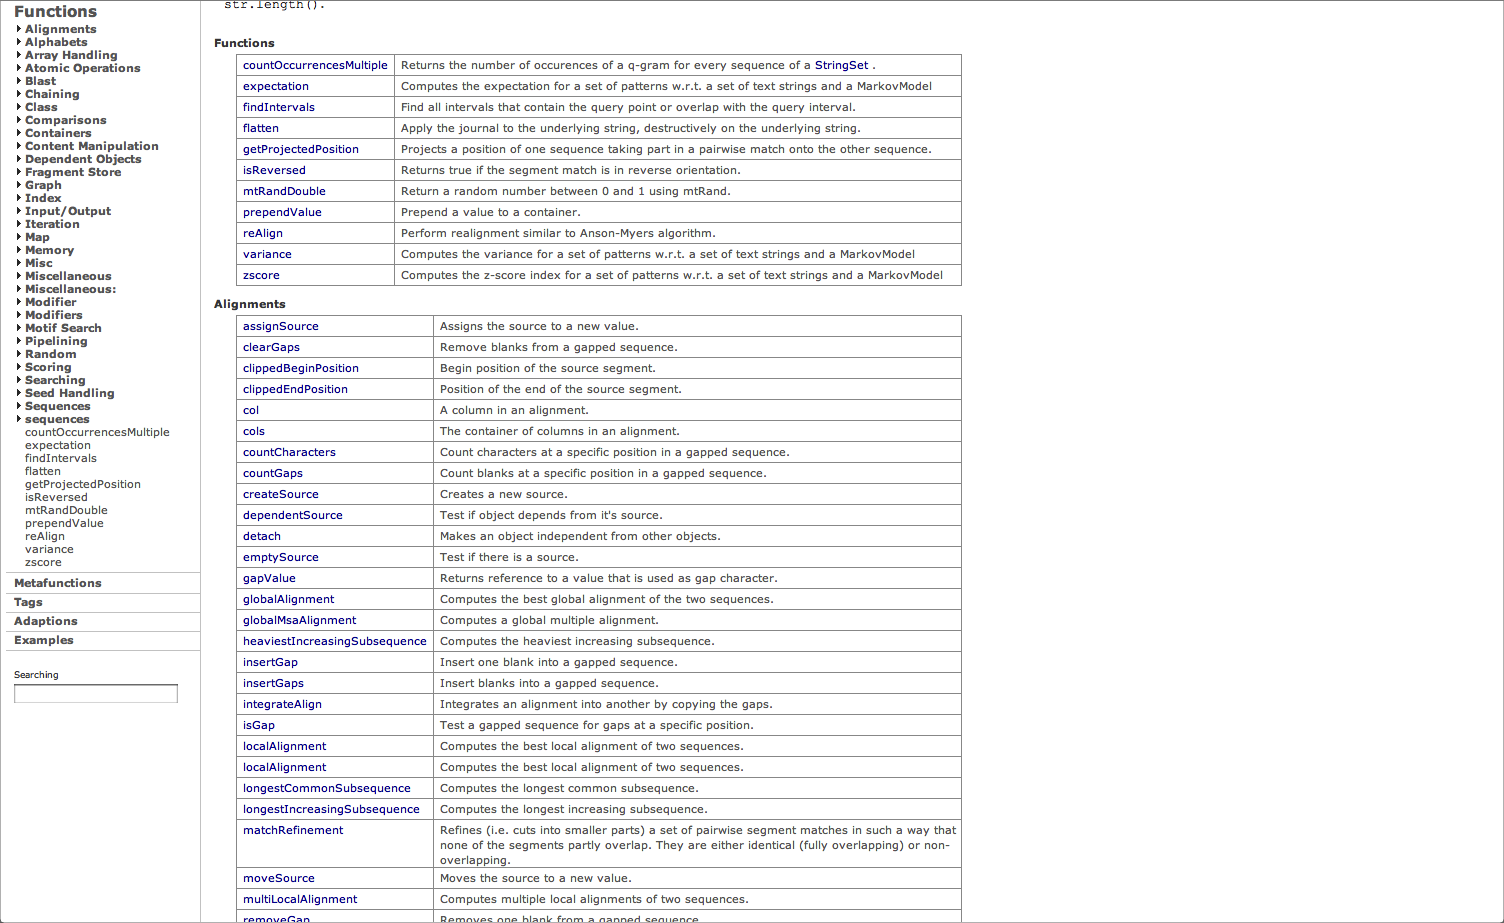 Functions
Alignments
Alphabets
Array Handling
Atomic Operations
Blast
Chaining
Class
Comparisons
Containers
Content Manipulation
Dependent Objects
Fragment Store
Graph
Index
Input/Output
Iteration
Map
Memory
Misc
Miscellaneous
Miscellaneous:
Modifier
Modifiers
Motif Search
Pipelining
Random
Scoring
Searching
Seed Handling
Sequences
sequences
countOccurrencesMultiple
expectation
findIntervals
flatten
getProjectedPosition
isReversed
mtRandDouble
prependValue
reAlign
variance
zscore
Metafunctions
Tags
Adaptions
Examples
Searching
str.length().
Functions
countOccurrencesMultiple Returns the number of occurences of a q-gram for every sequence of a StringSet .
expectation Computes the expectation for a set of patterns w.r.t. a set of text strings and a MarkovModel
findIntervals Find all intervals that contain the query point or overlap with the query interval.
flatten Apply the journal to the underlying string, destructively on the underlying string.
getProjectedPosition Projects a position of one sequence taking part in a pairwise match onto the other sequence.
isReversed Returns true if the segment match is in reverse orientation.
mtRandDouble Return a random number between 0 and 1 using mtRand.
prependValue Prepend a value to a container.
reAlign Perform realignment similar to Anson-Myers algorithm.
variance Computes the variance for a set of patterns w.r.t. a set of text strings and a MarkovModel
zscore Computes the z-score index for a set of patterns w.r.t. a set of text strings and a MarkovModel
Alignments
assignSource Assigns the source to a new value.
clearGaps Remove blanks from a gapped sequence.
clippedBeginPosition Begin position of the source segment.
clippedEndPosition Position of the end of the source segment.
col A column in an alignment.
cols The container of columns in an alignment.
countCharacters Count characters at a specific position in a gapped sequence.
countGaps Count blanks at a specific position in a gapped sequence.
createSource Creates a new source.
dependentSource Test if object depends from it's source.
detach Makes an object independent from other objects.
emptySource Test if there is a source.
gapValue Returns reference to a value that is used as gap character.
globalAlignment Computes the best global alignment of the two sequences.
globalMsaAlignment Computes a global multiple alignment.
heaviestIncreasingSubsequence Computes the heaviest increasing subsequence.
insertGap Insert one blank into a gapped sequence.
insertGaps Insert blanks into a gapped sequence.
integrateAlign Integrates an alignment into another by copying the gaps.
isGap Test a gapped sequence for gaps at a specific position.
localAlignment Computes the best local alignment of two sequences.
localAlignment Computes the best local alignment of two sequences.
longestCommonSubsequence Computes the longest common subsequence.
longestIncreasingSubsequence Computes the longest increasing subsequence.
matchRefinement Refines (i.e. cuts into smaller parts) a set of pairwise segment matches in such a way that
none of the segments partly overlap. They are either identical (fully overlapping) or non-
overlapping.
moveSource Moves the source to a new value.
multiLocalAlignment Computes multiple local alignments of two sequences.
removeGap Removes one blank from a gapped sequence.